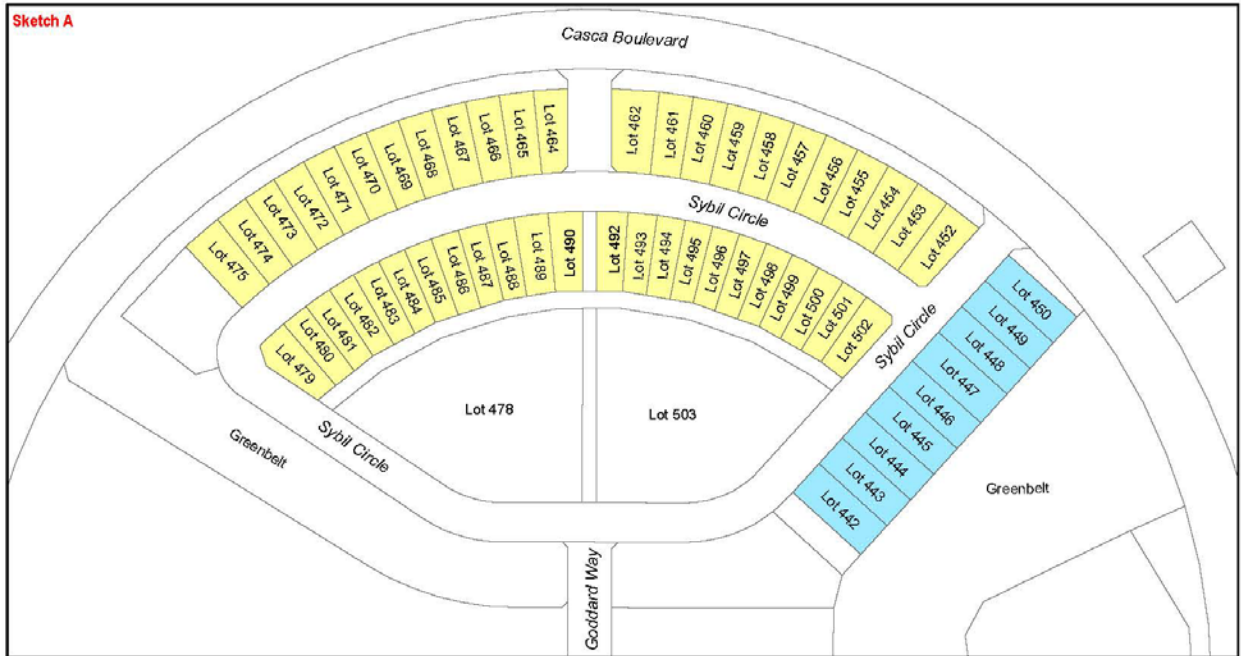 Sketch A
Casca Boulevard
Lot 475
Lot 474
Lot 473
Lot 472
Lot 471
Lot 470
Lot 469
Lot 468
Lot 467
Lot 466
Lot 465
Lot 464
Lot 462
Lot 461
Lot 460
Lot 459
Lot 458
Lot 457
Lot 456
Lot 455
Lot 454
Lot 453
Lot 452
Sybil Circle
Lot 479
Lot 480
Lot 481
Lot 482
Lot 483
Lot 484
Lot 485
Lot 486
Lot 487
Lot 488
Lot 489
Lot 490
Lot 492
Lot 493
Lot 494
Lot 495
Lot 496
Lot 497
Lot 498
Lot 499
Lot 500
Lot 501
Lot 502
Sybil Circle
Lot 450
Lot 449
Lot 448
Lot 447
Lot 446
Lot 445
Lot 444
Lot 443
Lot 442
Lot 478
Lot 503
Greenbelt
Sybil Circle
Greenbelt
Goddard Way